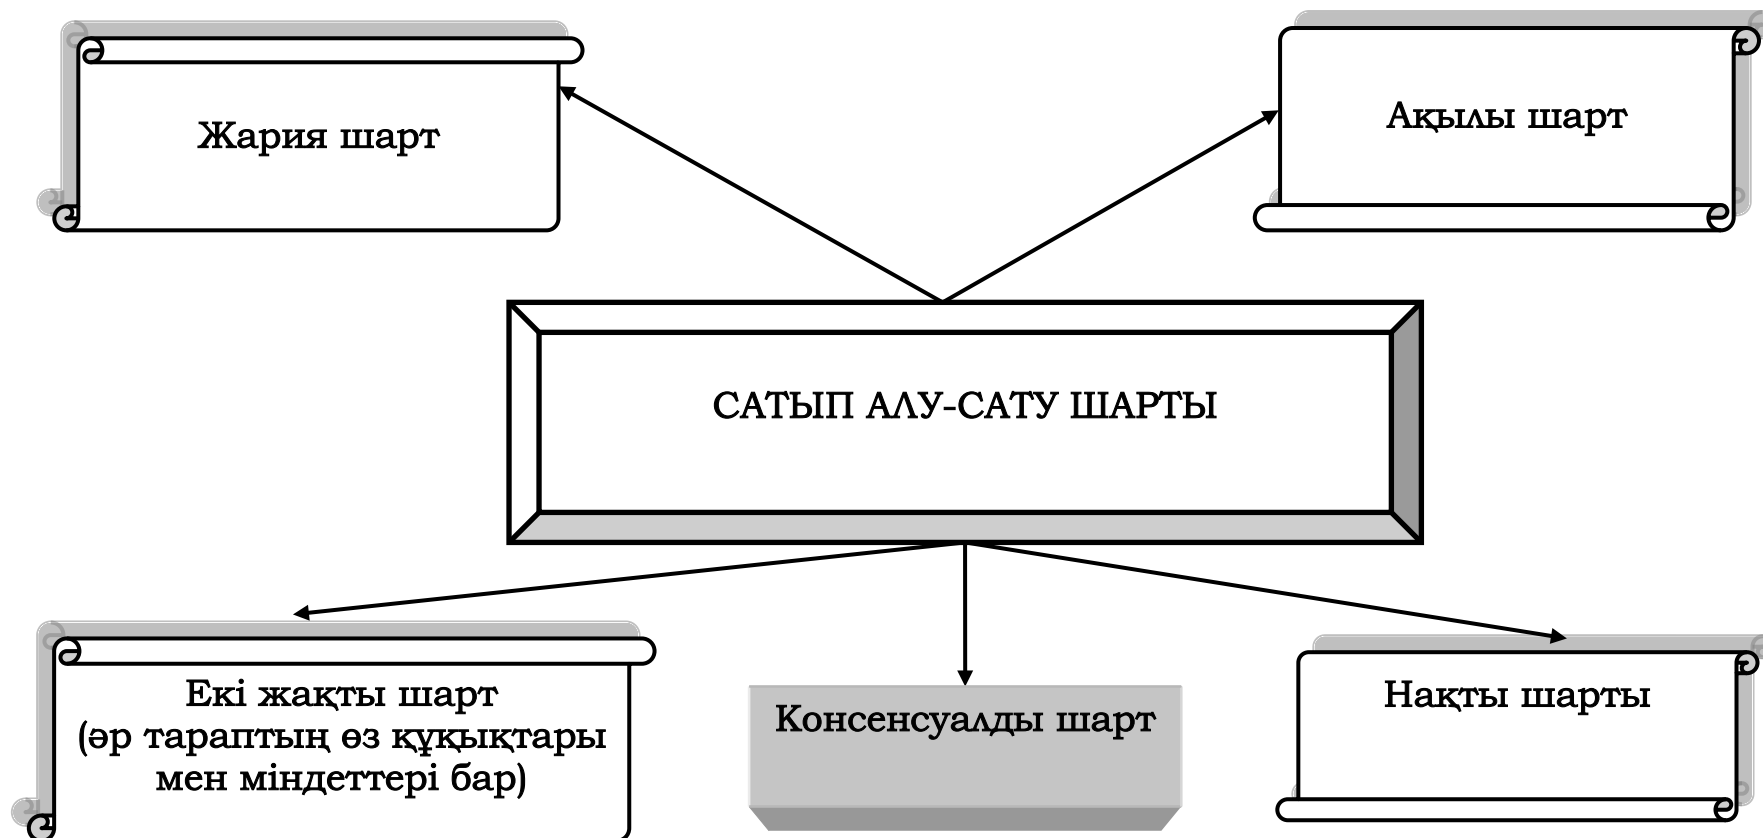 Жария шарт
Ақылы шарт
САТЫП АЛУ-САТУ ШАРТЫ
Екі жақты шарт
(әр тараптың өз құқықтары
мен міндеттері бар)
Консенсуалды шарт
Нақты шарты